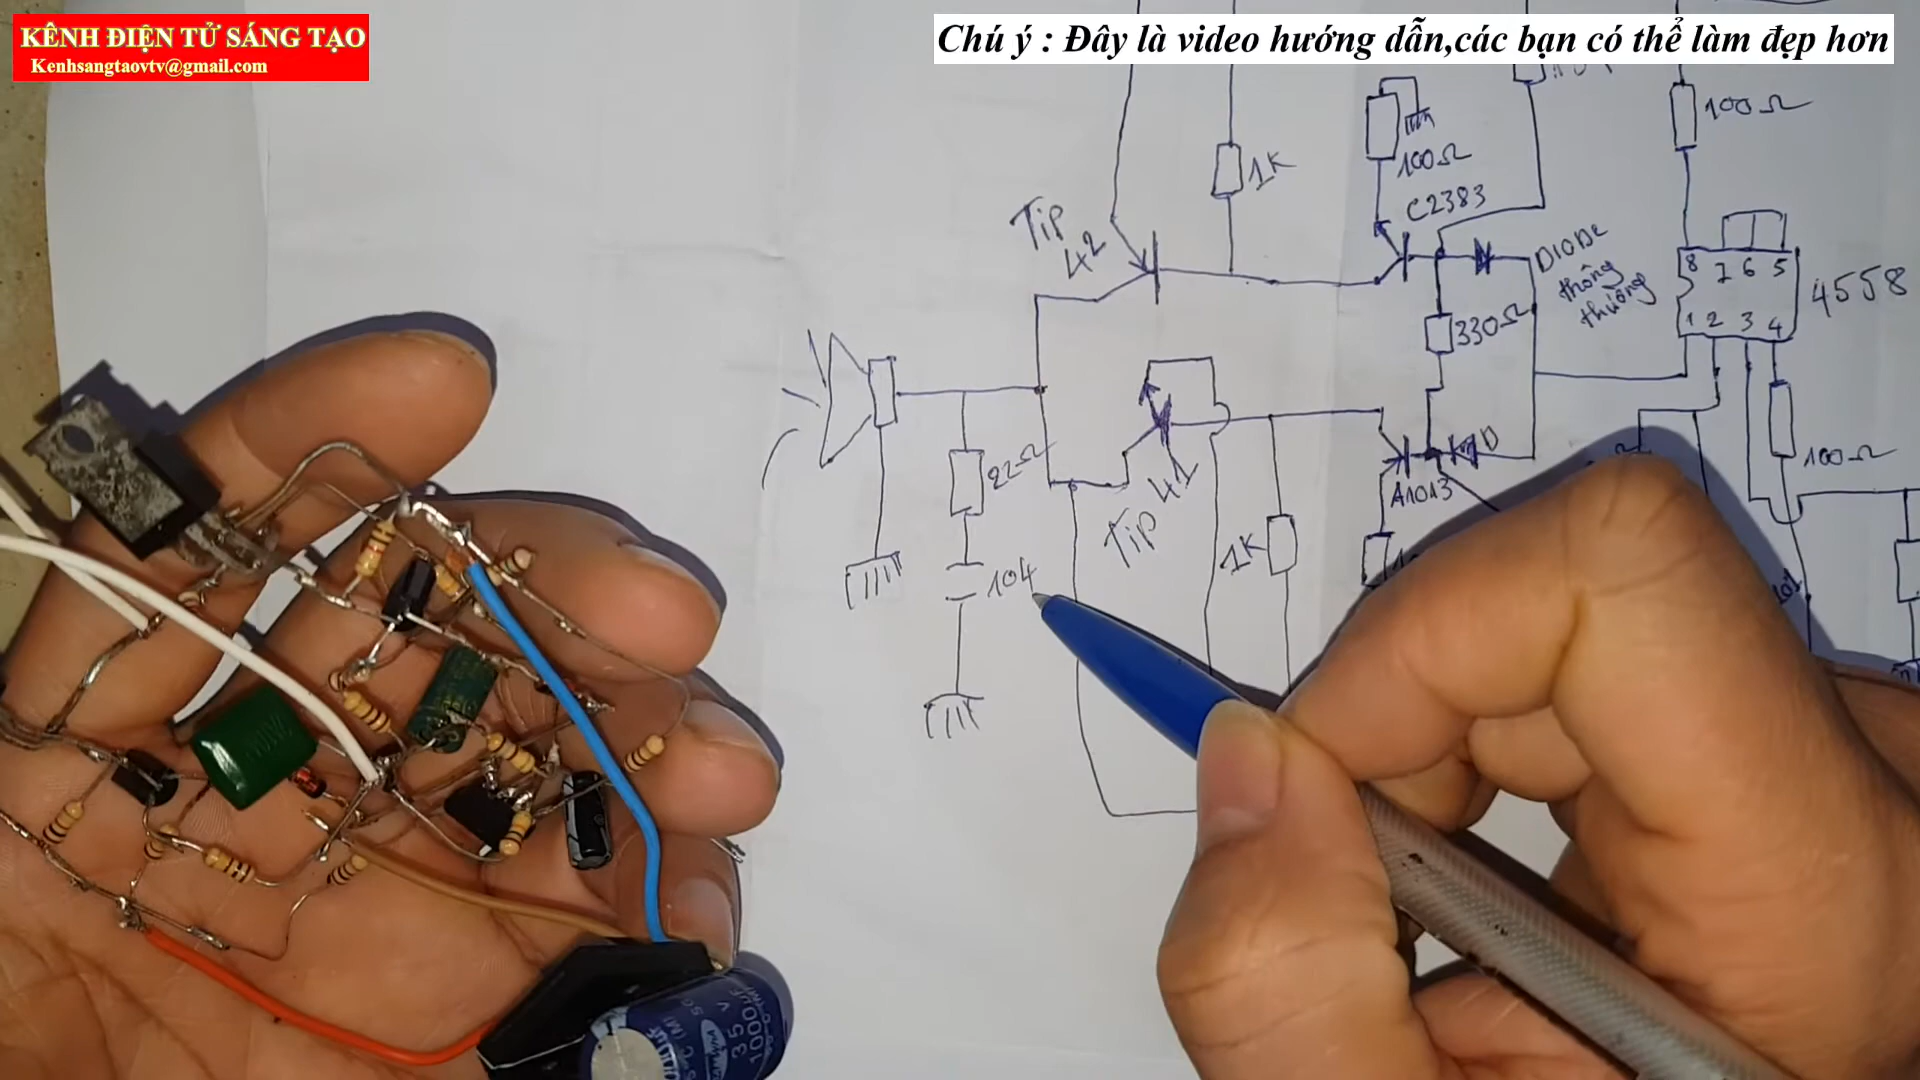 KÊNH ĐIỆN TỬ SÁNG TẠO
Kenhsangtaovtv@gmail.com
Chú ý : Đây là video hướng dẫn,các bạn có thể làm đẹp hơn
100Ω
1K
100Ω
C2383
Tip
42
DIODE
thông
thường
8 7 6 5
4558
1 2 3 4
330Ω
22Ω
D
100Ω
A1013
Tip 41
1K
104
1000µF
35 V